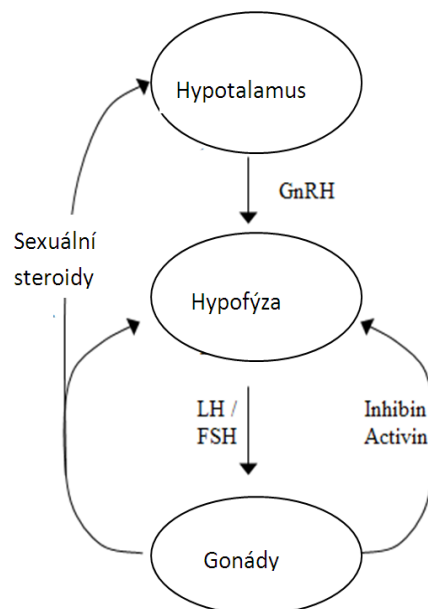 Hypotalamus
GnRH
Sexuální
steroidy
Hypofýza
LH /
FSH
Inhibin
Activin
Gonády